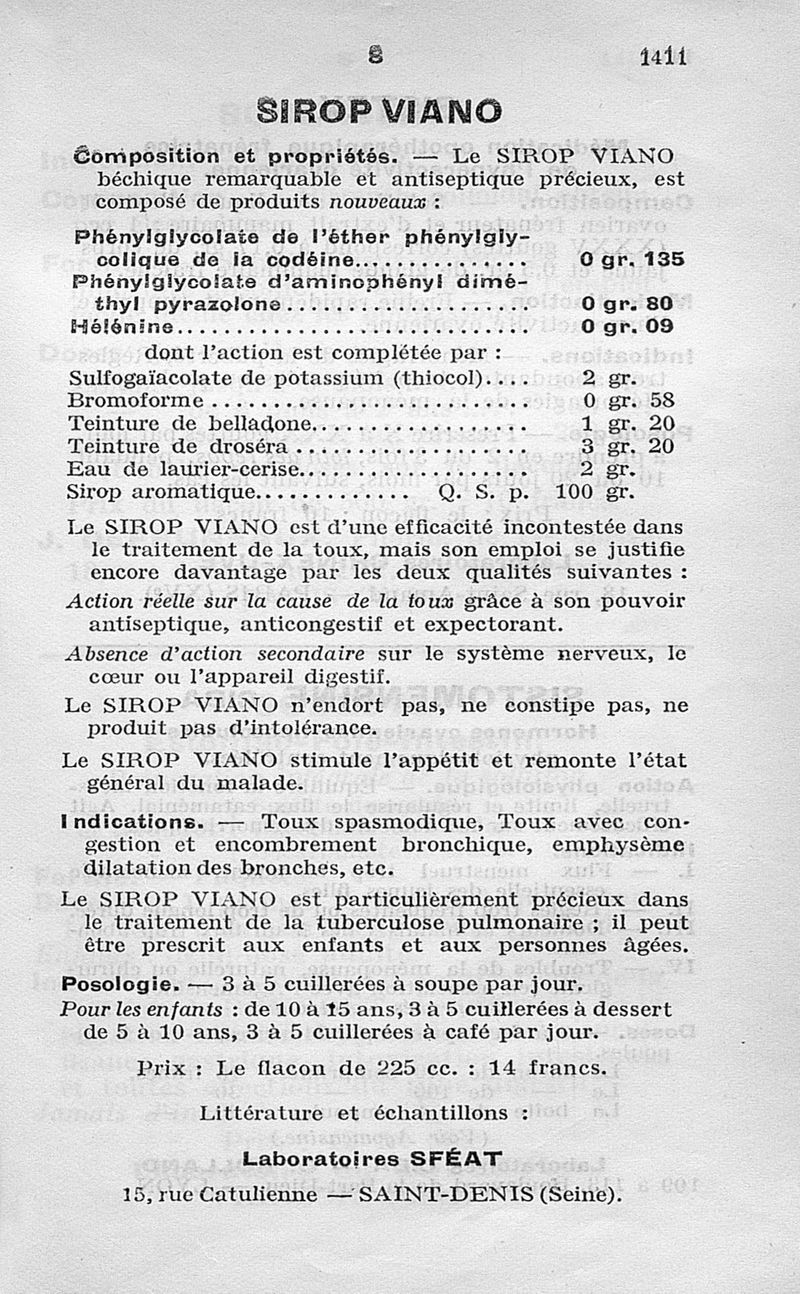 S 1411
SIROP VIANO
Composition et propriétés. — Le SIROP VIANO
béchique remarquable et antiseptique précieux, est
composé de produits nouveaux :
Phénylglycolate de l'éther phénylgly-
colique de la codéine................ 0 gr. 135
Phénylglycolate d'aminophényl dimé-
thyl pyrazolone...................... 0 gr. 80
Hélénine................................. 0 gr. 09
dont l'action est complétée par :
Sulfogaïacolate de potassium (thiocol).... 2 gr.
Bromoforme.............................. 0 gr. 58
Teinture de belladone.................. 1 gr. 20
Teinture de droséra.................... 3 gr. 20
Eau de laurier-cerise..................... 2 gr.
Sirop aromatique.............. Q. S. p. 100 gr.
Le SIROP VIANO est d'une efficacité incontestée dans
le traitement de la toux, mais son emploi se justifie
encore davantage par les deux qualités suivantes :
Action réelle sur la cause de la toux grâce à son pouvoir
antiseptique, anticongestif et expectorant.
Absence d'action secondaire sur le système nerveux, le
cœur ou l'appareil digestif.
Le SIROP VIANO n'endort pas, ne constipe pas, ne
produit pas d'intolérance.
Le SIROP VIANO stimule l'appétit et remonte l'état
général du malade.
Indications. — Toux spasmodique, Toux avec con-
gestion et encombrement bronchique, emphysème
dilatation des bronches, etc.
Le SIROP VIANO est particulièrement précieux dans
le traitement de la tuberculose pulmonaire ; il peut
être prescrit aux enfants et aux personnes âgées.
Posologie. — 3 à 5 cuillerées à soupe par jour.
Pour les enfants : de 10 à 15 ans, 3 à 5 cuillerées à dessert
de 5 à 10 ans, 3 à 5 cuillerées à café par jour.
Prix : Le flacon de 225 cc. : 14 francs.
Littérature et échantillons :
Laboratoires SFÉAT
15, rue Catulienne — SAINT-DENIS (Seine).